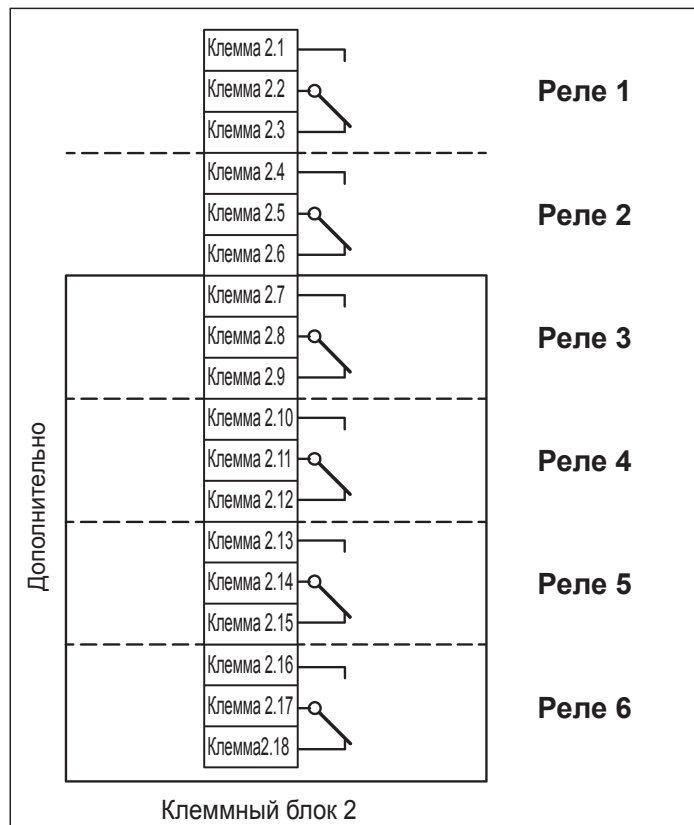 Клемма 2.1
Клемма 2.2
Реле 1
Клемма 2.3
Клемма 2.4
Клемма 2.5
Реле 2
Клемма 2.6
Клемма 2.7
Клемма 2.8
Реле 3
Клемма 2.9
Дополнительно
Клемма 2.10
Клемма 2.11
Реле 4
Клемма 2.12
Клемма 2.13
Клемма 2.14
Реле 5
Клемма 2.15
Клемма 2.16
Клемма 2.17
Реле 6
Клемма2.18
Клеммный блок 2